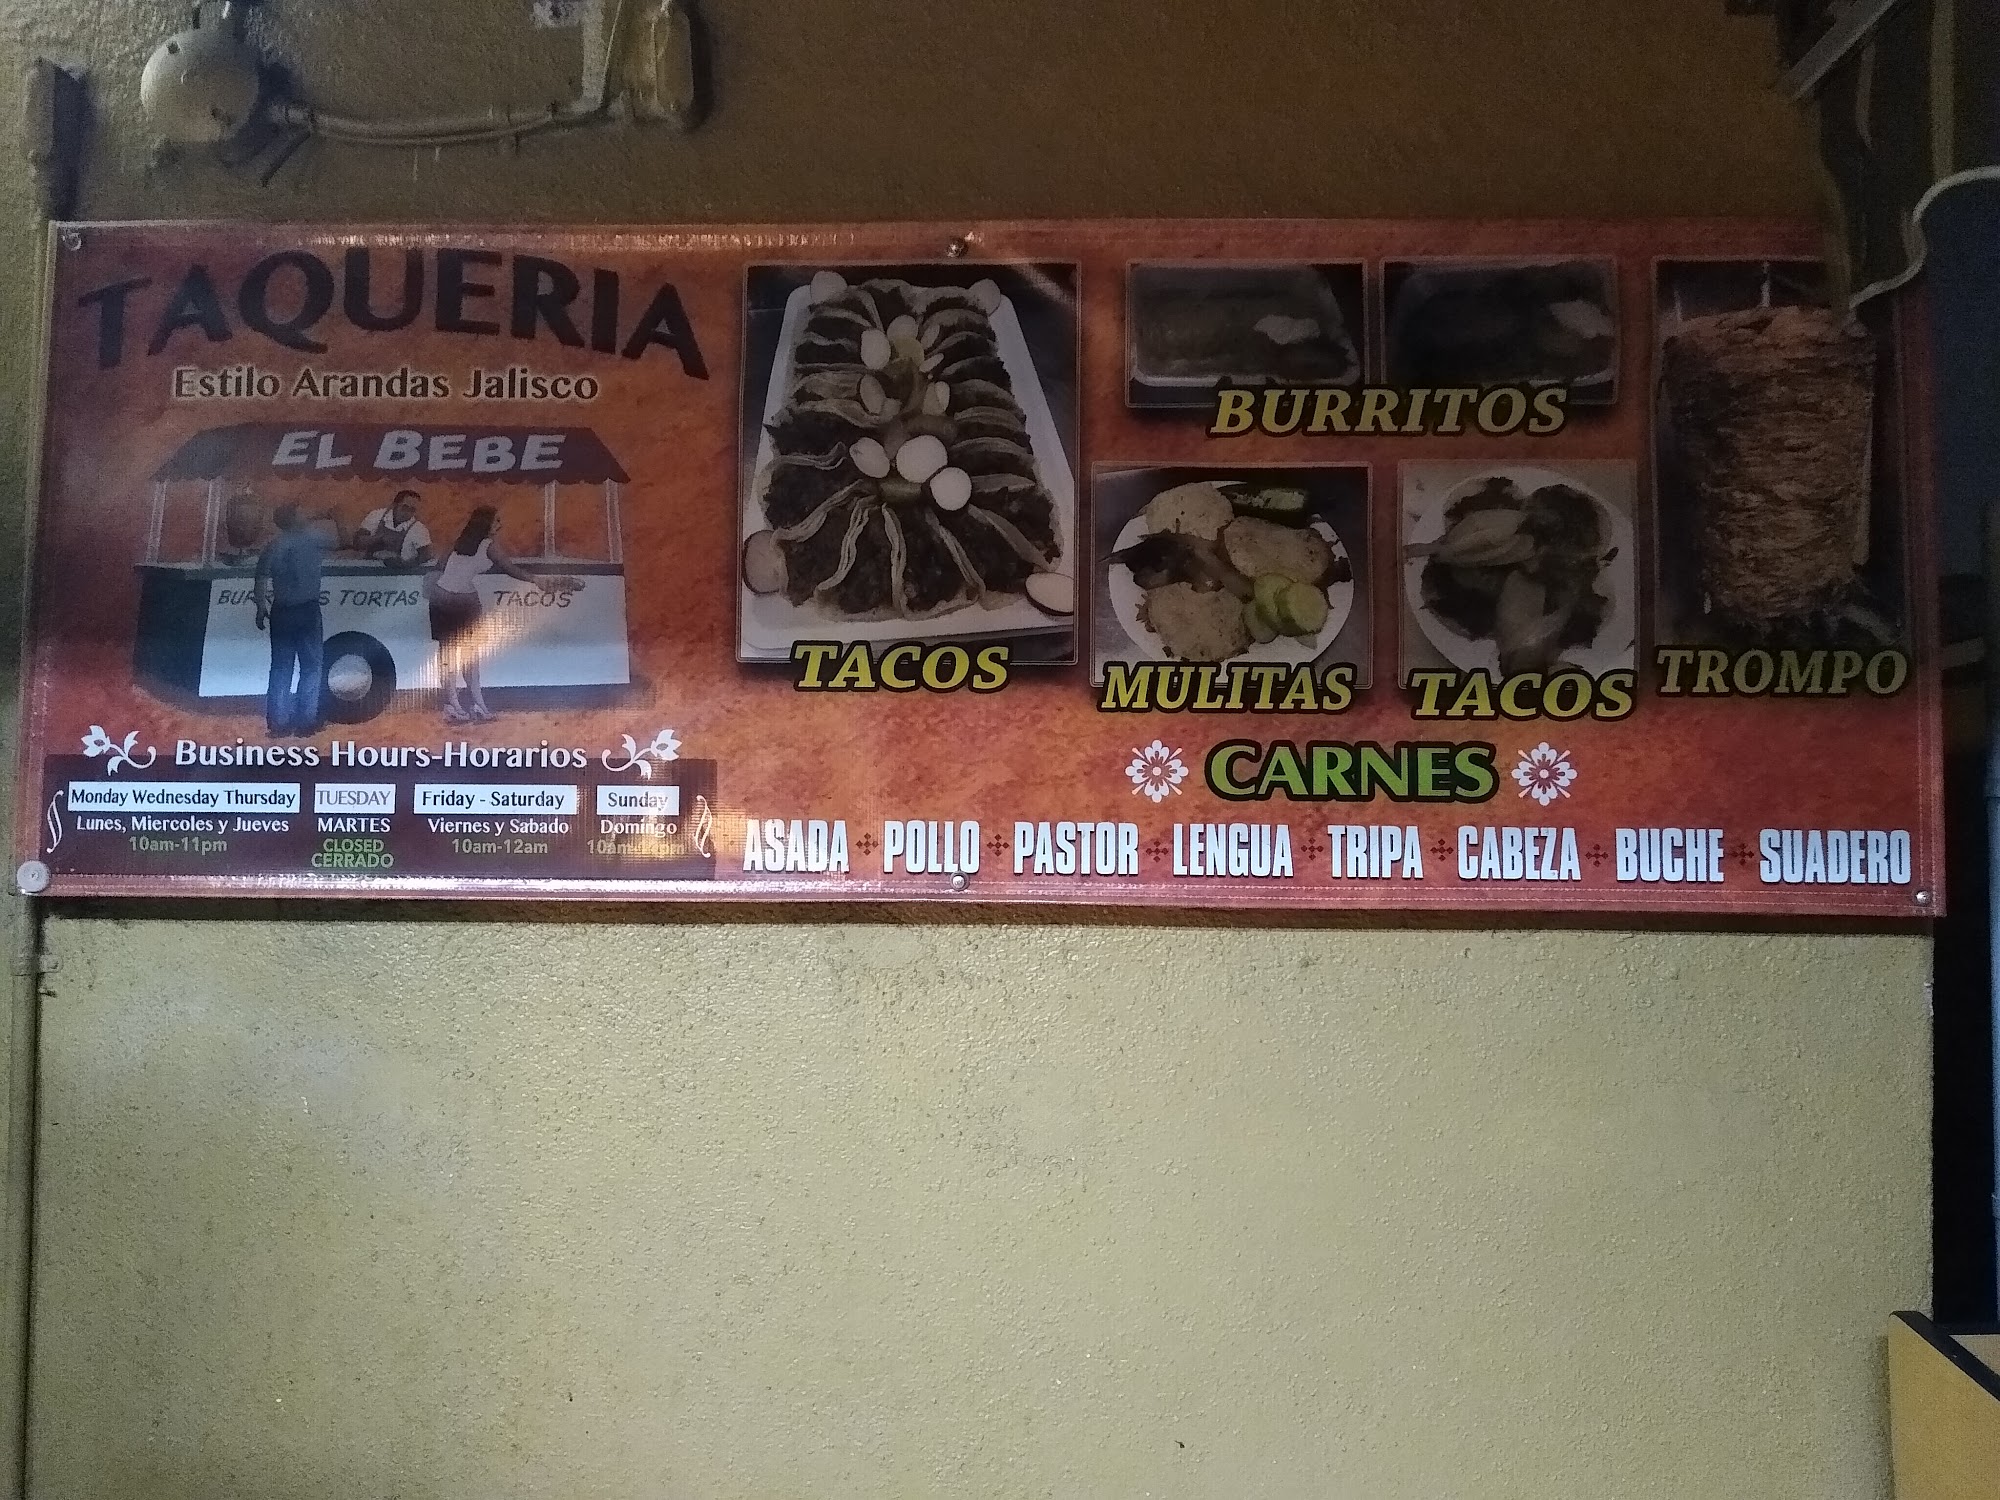 TAQUERIA
Estilo Arandas Jalisco
EL BEBE
TORTAS
TACOS
Business Hours-Horarios
Monday Wednesday Thursday
Lunes, Miercoles y Jueves
10am-11pm
TUESDAY
MARTES
CLOSED
CERRADO
Friday - Saturday
Viernes y Sabado
10am-12am
Sunday
Domingo
TACOS
BURRITOS
MULITAS
TACOS
TROMPO
CARNES
ASADA POLLO PASTOR LENGUA TRIPA CABEZA BUCHE SUADERO